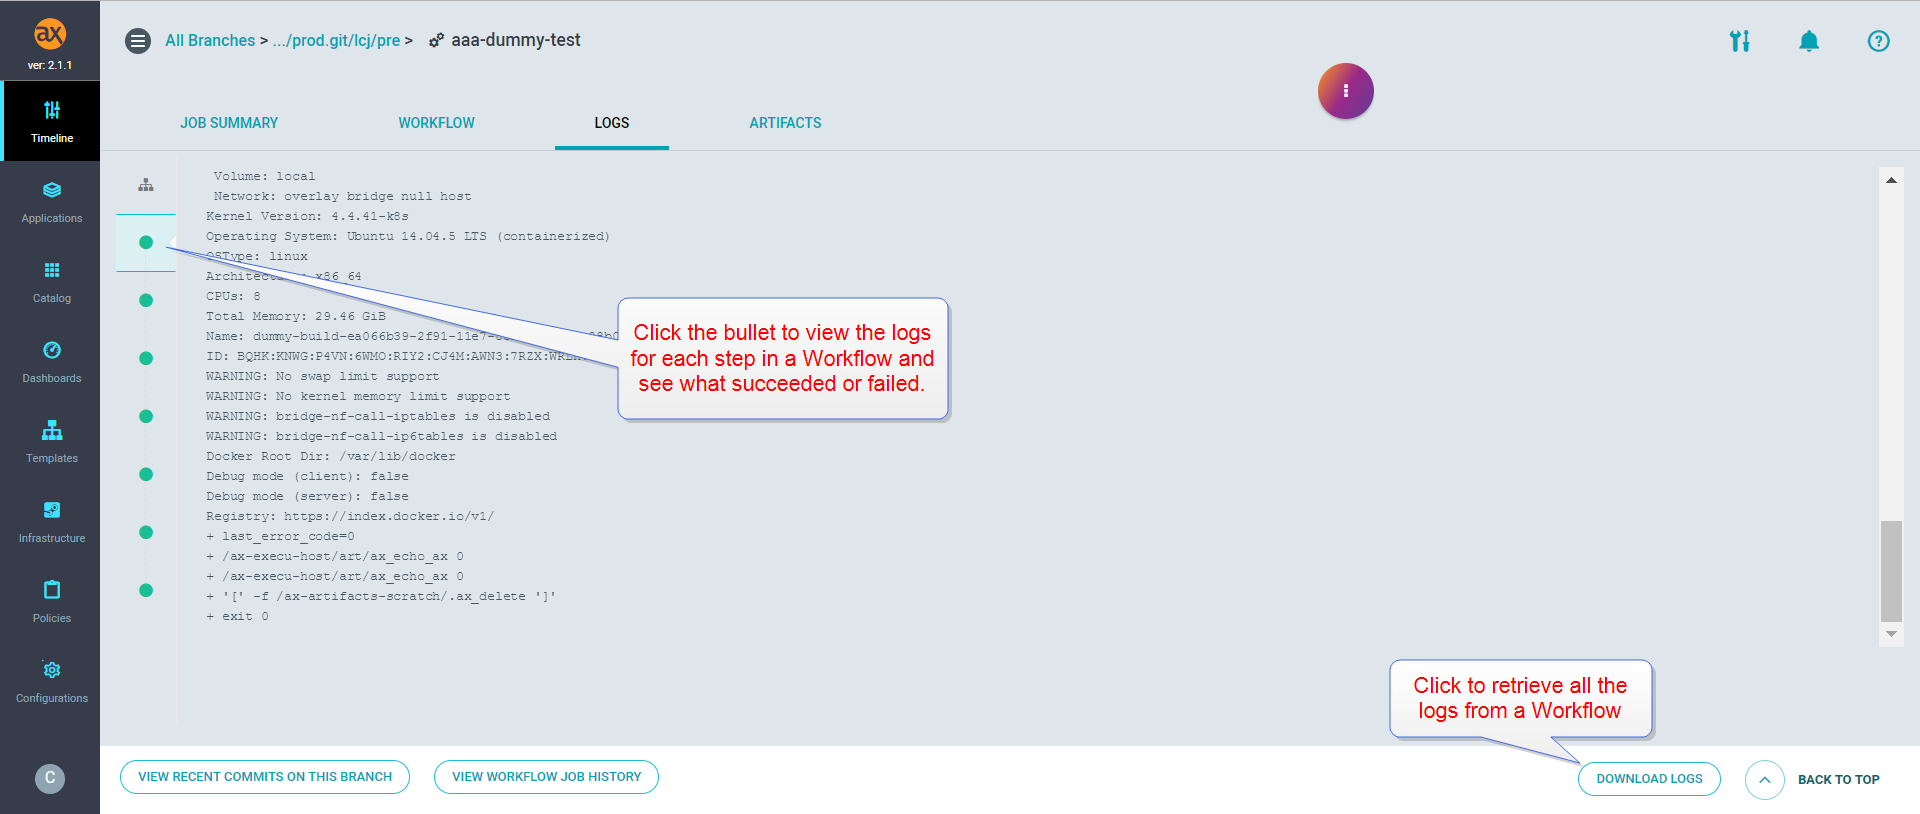 ax
ver: 2.1.1
Timeline
Applications
Catalog
Dashboards
Templates
Infrastructure
Policies
Configurations
C
All Branches > .../prod.git/lcj/pre > aaa-dummy-test
JOB SUMMARY
WORKFLOW
LOGS
ARTIFACTS
Volume: local
Network: overlay bridge null host
Kernel Version: 4.4.41-k8s
Operating System: Ubuntu 14.04.5 LTS (containerized)
OSType: linux
x86_64
CPUs: 8
Total Memory: 29.46 GiB
Name: dummy-build-ea066b39-2f91-11e7-
ID: BQHK:KNWG:P4VN:6WMO:RIY2:CJ4M:AWN3:7RZX:
WARNING: No swap limit support
WARNING: No kernel memory limit support
WARNING: bridge-nf-call-iptables is disabled
WARNING: bridge-nf-call-ip6tables is disabled
Docker Root Dir: /var/lib/docker
Debug mode (client): false
Debug mode (server): false
Registry: https://index.docker.io/v1/
+ last_error_code=0
+ /ax-execu-host/art/ax_echo_ax 0
+ /ax-execu-host/art/ax_echo_ax 0
+ '[' -f /ax-artifacts-scratch/.ax_delete ']'
+ exit 0
Click the bullet to view the logs
for each step in a Workflow and
see what succeeded or failed.
Click to retrieve all the
logs from a Workflow
VIEW RECENT COMMITS ON THIS BRANCH
VIEW WORKFLOW JOB HISTORY
DOWNLOAD LOGS
BACK TO TOP